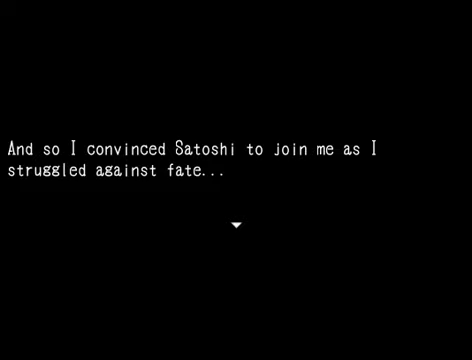 And so I convinced Satoshi to join me as I
struggled against fate...